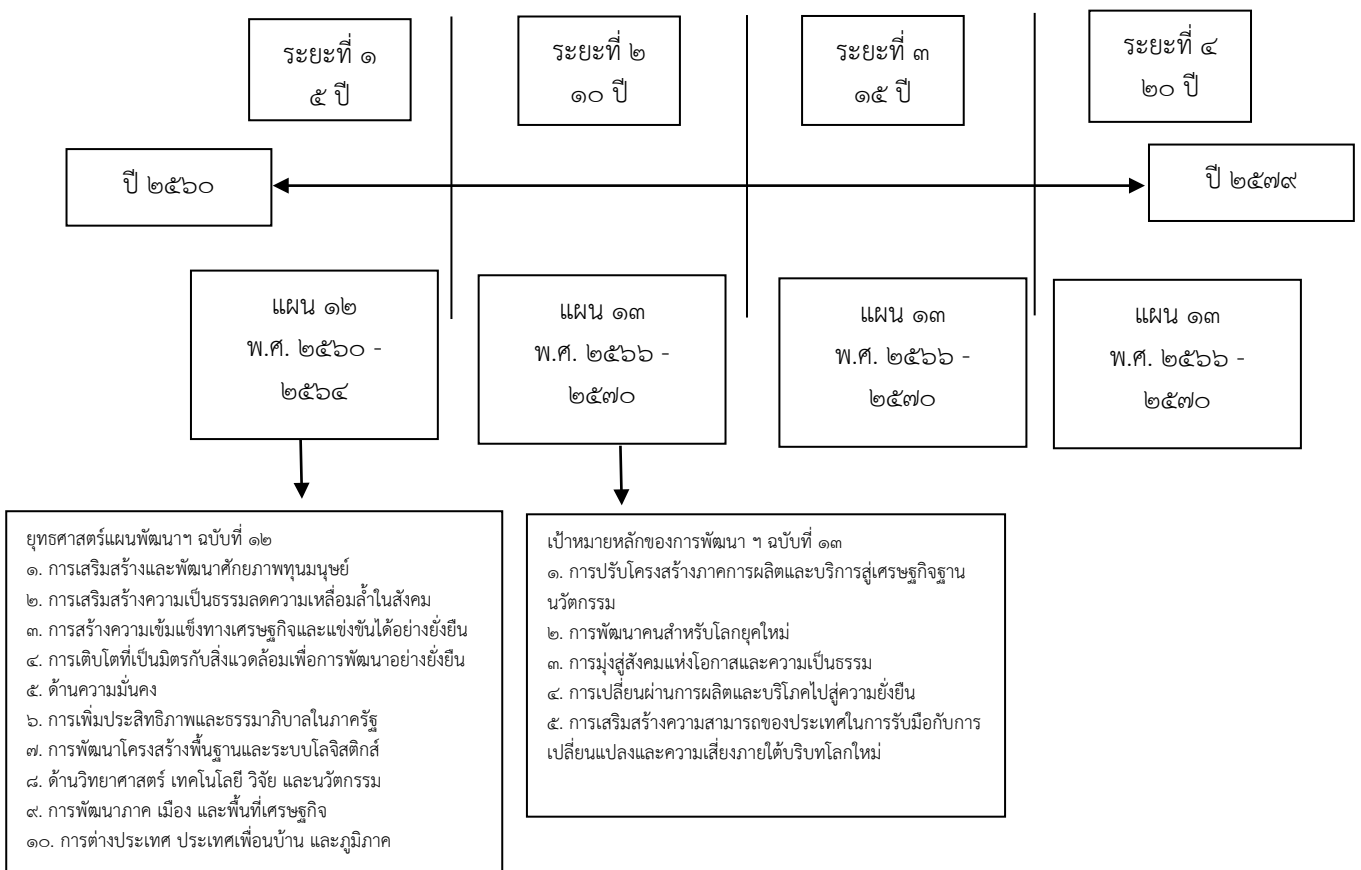 ระยะที่ ๑
๕ ปี
ระยะที่ ๒
๑๐ ปี
ระยะที่ ๓
๑๕ ปี
ระยะที่ ๔
๒๐ ปี
ปี ๒๕๖๐
ปี ๒๕๗๙
แผน ๑๒
พ.ศ. ๒๕๖๐ -
๒๕๖๔
แผน ๑๓
พ.ศ. ๒๕๖๖ -
๒๕๗๐
แผน ๑๓
พ.ศ. ๒๕๖๖ -
๒๕๗๐
แผน ๑๓
พ.ศ. ๒๕๖๖ -
๒๕๗๐
ยุทธศาสตร์แผนพัฒนาฯ ฉบับที่ ๑๒
๑. การเสริมสร้างและพัฒนาศักยภาพทุนมนุษย์
๒. การเสริมสร้างความเป็นธรรมลดความเหลื่อมล้ำในสังคม
๓. การสร้างความเข้มแข็งทางเศรษฐกิจและแข่งขันได้อย่างยั่งยืน
๔. การเติบโตที่เป็นมิตรกับสิ่งแวดล้อมเพื่อการพัฒนาอย่างยั่งยืน
๕. ด้านความมั่นคง
๖. การเพิ่มประสิทธิภาพและธรรมาภิบาลในภาครัฐ
๗. การพัฒนาโครงสร้างพื้นฐานและระบบโลจิสติกส์
๘. ด้านวิทยาศาสตร์ เทคโนโลยี วิจัย และนวัตกรรม
๙. การพัฒนาภาค เมือง และพื้นที่เศรษฐกิจ
๑๐. การต่างประเทศ ประเทศเพื่อนบ้าน และภูมิภาค
เป้าหมายหลักของการพัฒนา ฯ ฉบับที่ ๑๓
๑. การปรับโครงสร้างภาคการผลิตและบริการสู่เศรษฐกิจฐาน
นวัตกรรม
๒. การพัฒนาคนสำหรับโลกยุคใหม่
๓. การมุ่งสู่สังคมแห่งโอกาสและความเป็นธรรม
๔. การเปลี่ยนผ่านการผลิตและบริโภคไปสู่ความยั่งยืน
๕. การเสริมสร้างความสามารถของประเทศในการรับมือกับการ
เปลี่ยนแปลงและความเสี่ยงภายใต้บริบทโลกใหม่